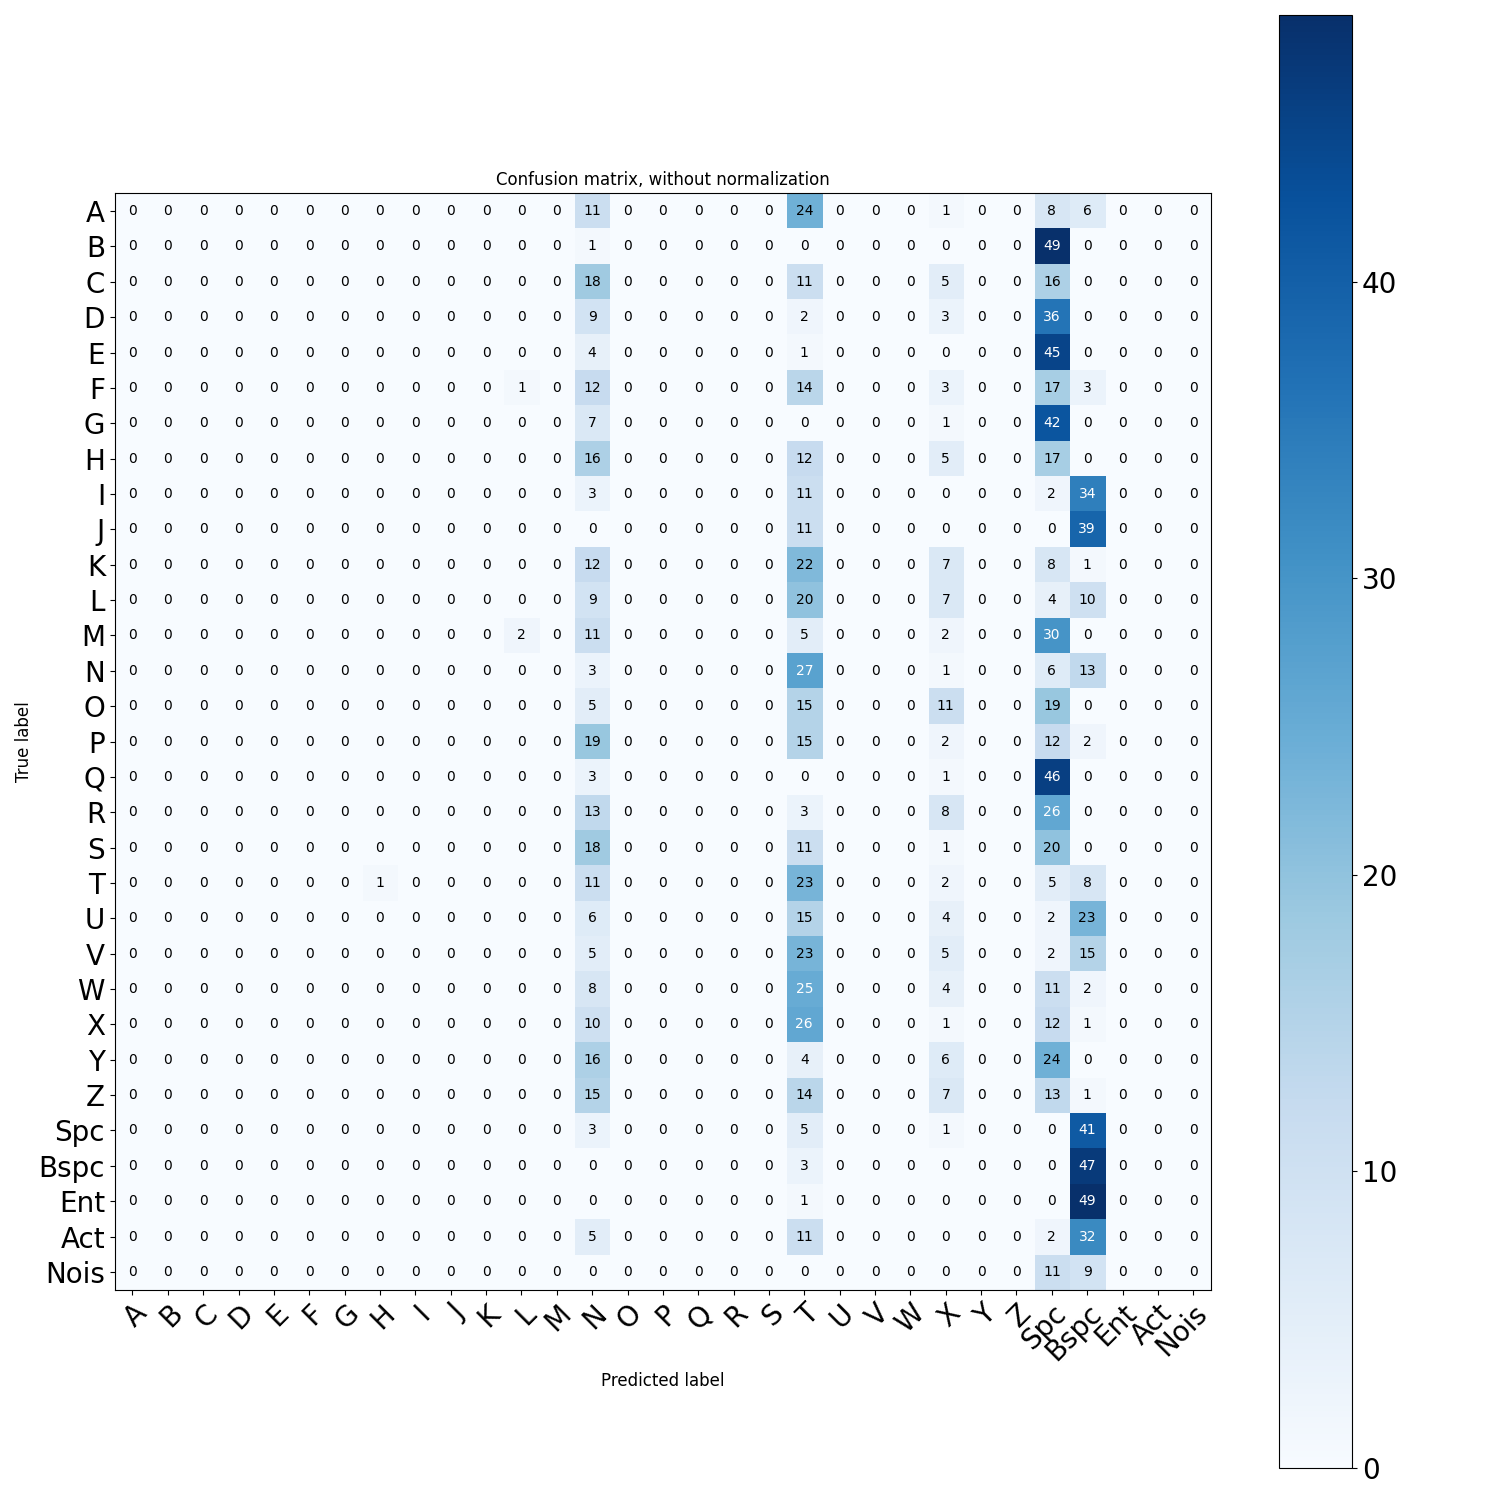 Confusion matrix, without normalization
A 0 0 0 0 0 0 0 0 0 0 0 0 0 11 0 0 0 0 0 24 0 0 0 1 0 0 8 6 0 0 0
B 0 0 0 0 0 0 0 0 0 0 0 0 0 1 0 0 0 0 0 0 0 0 0 0 0 0 49 0 0 0 0
C 0 0 0 0 0 0 0 0 0 0 0 0 0 18 0 0 0 0 0 11 0 0 0 5 0 0 16 0 0 0 0
D 0 0 0 0 0 0 0 0 0 0 0 0 0 9 0 0 0 0 0 2 0 0 0 3 0 0 36 0 0 0 0
E 0 0 0 0 0 0 0 0 0 0 0 0 0 4 0 0 0 0 0 1 0 0 0 0 0 0 45 0 0 0 0
F 0 0 0 0 0 0 0 0 0 0 0 1 0 12 0 0 0 0 0 14 0 0 0 3 0 0 17 3 0 0 0
G 0 0 0 0 0 0 0 0 0 0 0 0 0 7 0 0 0 0 0 0 0 0 0 1 0 0 42 0 0 0 0
H 0 0 0 0 0 0 0 0 0 0 0 0 0 16 0 0 0 0 0 12 0 0 0 5 0 0 17 0 0 0 0
I 0 0 0 0 0 0 0 0 0 0 0 0 0 3 0 0 0 0 0 11 0 0 0 0 0 0 2 34 0 0 0
J 0 0 0 0 0 0 0 0 0 0 0 0 0 0 0 0 0 0 0 11 0 0 0 0 0 0 0 39 0 0 0
K 0 0 0 0 0 0 0 0 0 0 0 0 0 12 0 0 0 0 0 22 0 0 0 7 0 0 8 1 0 0 0
L 0 0 0 0 0 0 0 0 0 0 0 0 0 9 0 0 0 0 0 20 0 0 0 7 0 0 4 10 0 0 0
M 0 0 0 0 0 0 0 0 0 0 0 2 0 11 0 0 0 0 0 5 0 0 0 2 0 0 30 0 0 0 0
N 0 0 0 0 0 0 0 0 0 0 0 0 0 3 0 0 0 0 0 27 0 0 0 1 0 0 6 13 0 0 0
O 0 0 0 0 0 0 0 0 0 0 0 0 0 5 0 0 0 0 0 15 0 0 0 11 0 0 19 0 0 0 0
P 0 0 0 0 0 0 0 0 0 0 0 0 0 19 0 0 0 0 0 15 0 0 0 2 0 0 12 2 0 0 0
Q 0 0 0 0 0 0 0 0 0 0 0 0 0 3 0 0 0 0 0 0 0 0 0 1 0 0 46 0 0 0 0
R 0 0 0 0 0 0 0 0 0 0 0 0 0 13 0 0 0 0 0 3 0 0 0 8 0 0 26 0 0 0 0
S 0 0 0 0 0 0 0 0 0 0 0 0 0 18 0 0 0 0 0 11 0 0 0 1 0 0 20 0 0 0 0
T 0 0 0 0 0 0 0 1 0 0 0 0 0 11 0 0 0 0 0 23 0 0 0 2 0 0 5 8 0 0 0
U 0 0 0 0 0 0 0 0 0 0 0 0 0 6 0 0 0 0 0 15 0 0 0 4 0 0 2 23 0 0 0
V 0 0 0 0 0 0 0 0 0 0 0 0 0 5 0 0 0 0 0 23 0 0 0 5 0 0 2 15 0 0 0
W 0 0 0 0 0 0 0 0 0 0 0 0 0 8 0 0 0 0 0 25 0 0 0 4 0 0 11 2 0 0 0
X 0 0 0 0 0 0 0 0 0 0 0 0 0 10 0 0 0 0 0 26 0 0 0 1 0 0 12 1 0 0 0
Y 0 0 0 0 0 0 0 0 0 0 0 0 0 16 0 0 0 0 0 4 0 0 0 6 0 0 24 0 0 0 0
Z 0 0 0 0 0 0 0 0 0 0 0 0 0 15 0 0 0 0 0 14 0 0 0 7 0 0 13 1 0 0 0
Spc 0 0 0 0 0 0 0 0 0 0 0 0 0 3 0 0 0 0 0 5 0 0 0 1 0 0 0 41 0 0 0
Bspc 0 0 0 0 0 0 0 0 0 0 0 0 0 0 0 0 0 0 0 3 0 0 0 0 0 0 0 47 0 0 0
Ent 0 0 0 0 0 0 0 0 0 0 0 0 0 0 0 0 0 0 0 1 0 0 0 0 0 0 0 49 0 0 0
Act 0 0 0 0 0 0 0 0 0 0 0 0 0 5 0 0 0 0 0 11 0 0 0 0 0 0 2 32 0 0 0
Nois 0 0 0 0 0 0 0 0 0 0 0 0 0 0 0 0 0 0 0 0 0 0 0 0 0 0 11 9 0 0 0
A B C D E F G H I J K L M N O P Q R S T U V W X Y Z Spc Bspc Ent Act Nois
Predicted label
True label
40
30
20
10
0